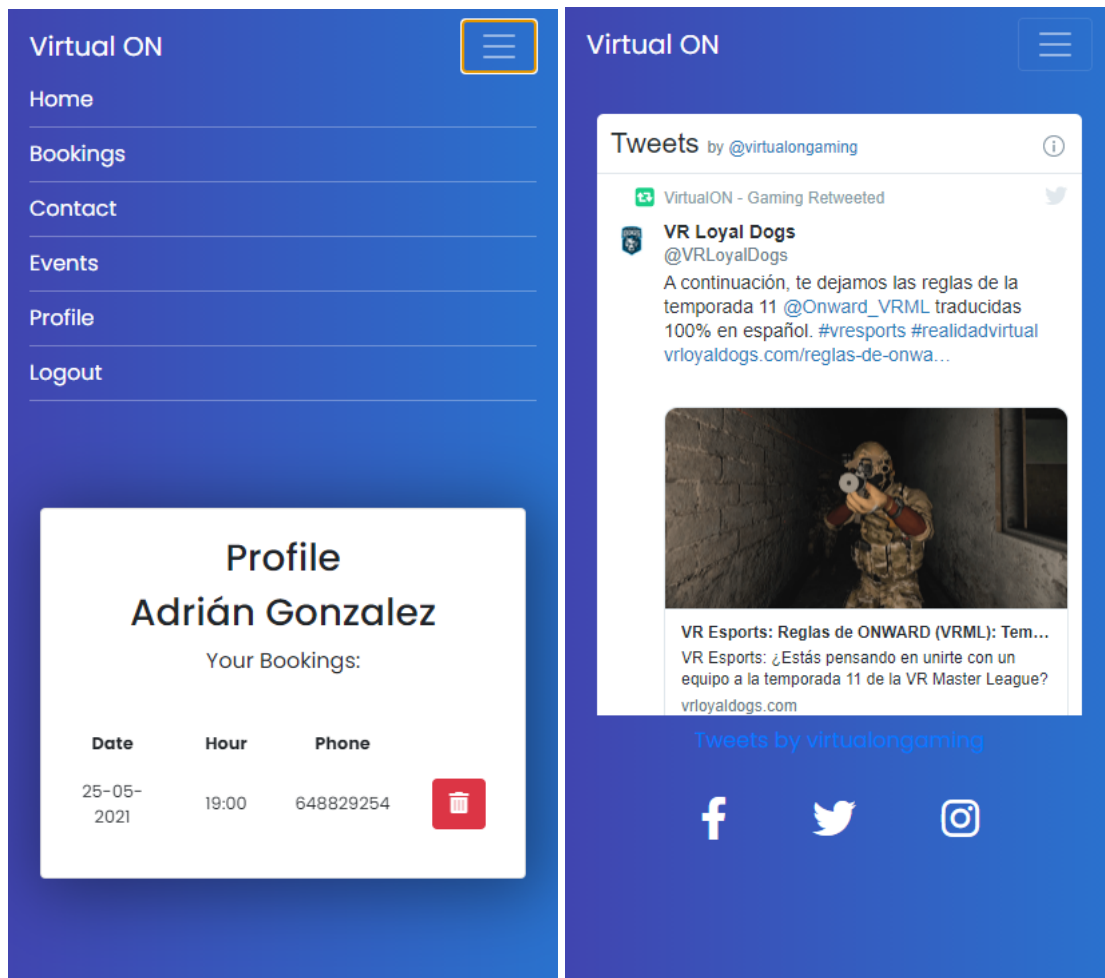 Virtual ON
Home
Bookings
Contact
Events
Profile
Logout
Profile
Adrián Gonzalez
Your Bookings:
Date Hour Phone
25-05-
2021
19:00 648829254
Virtual ON
Tweets by @virtualongaming
VirtualON - Gaming Retweeted
VR Loyal Dogs
@VRLoyalDogs
A continuación, te dejamos las reglas de la
temporada 11 @Onward_VRML traducidas
100% en español. #vresports #realidadvirtual
vrloyaldogs.com/reglas-de-onwa…
VR Esports: Reglas de ONWARD (VRML): Tem…
VR Esports: ¿Estás pensando en unirte con un
equipo a la temporada 11 de la VR Master League?
vrloyaldogs.com
Tweets by virtualongaming